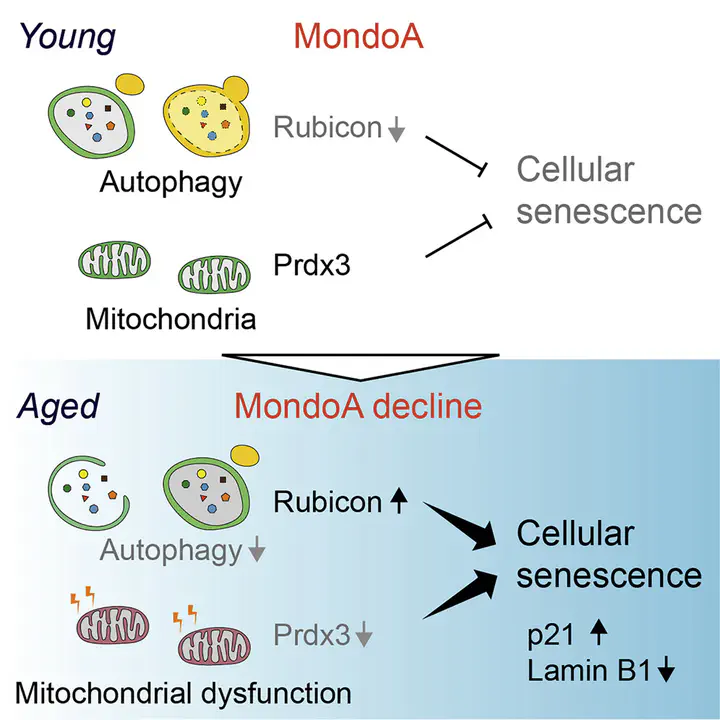 Young
MondoA
Rubicon ↓
Autophagy
Cellular
senescence
Prdx3
Mitochondria
Aged
MondoA decline
Rubicon ↑
Autophagy ↓
Cellular
senescence
Prdx3 ↓
p21 ↑
Lamin B1 ↓
Mitochondrial dysfunction